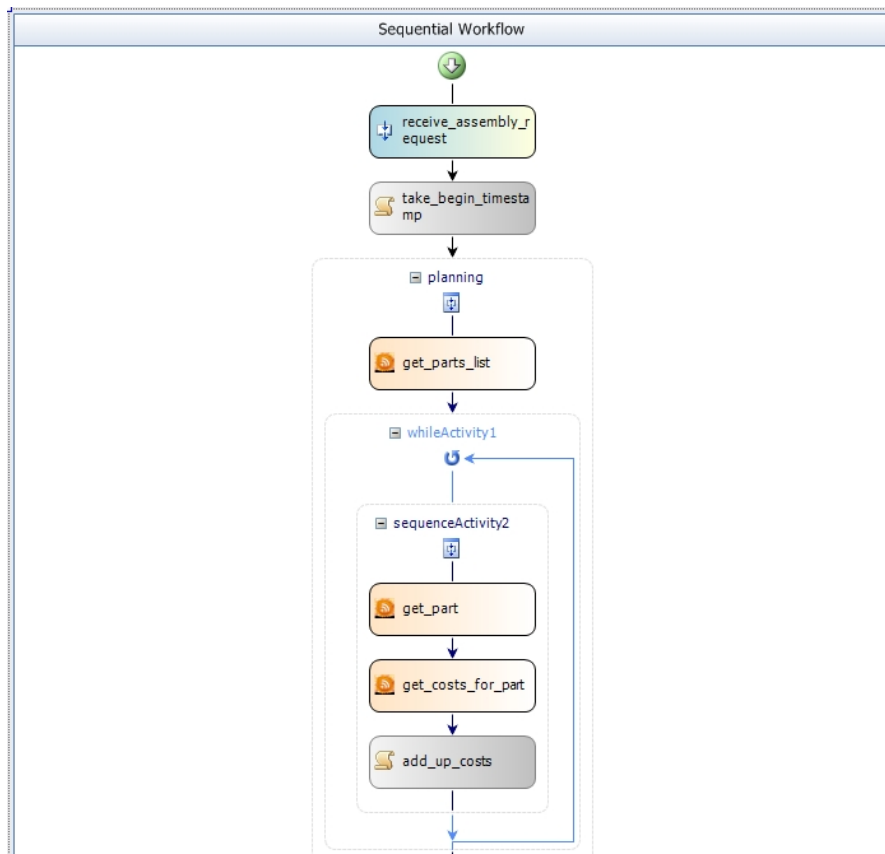 Sequential Workflow
receive_assembly_r
equest
take_begin_timesta
mp
planning
get_parts_list
whileActivity1
sequenceActivity2
get_part
get_costs_for_part
add_up_costs